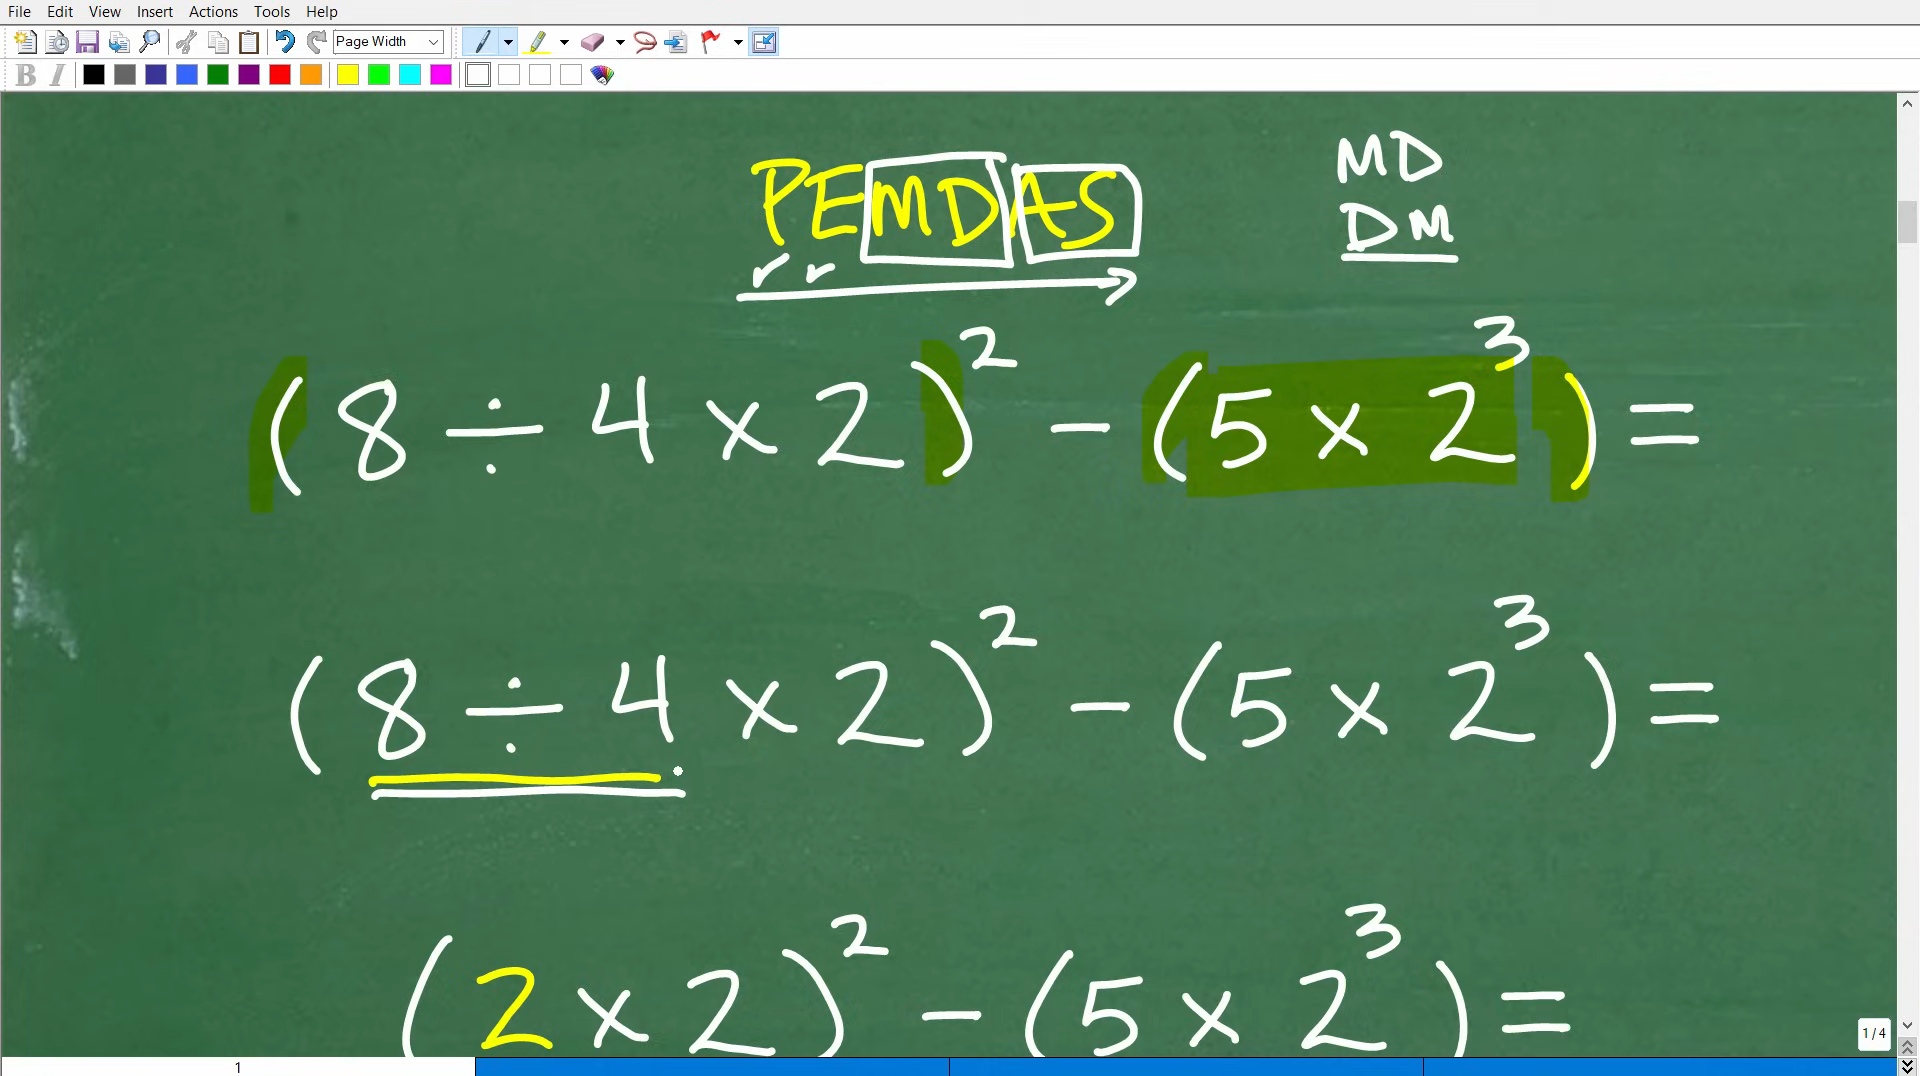 File Edit View Insert Actions Tools Help
Page Width
B I
PEMDAS
MD
DM
(8 ÷ 4 x 2)² - (5 x 2³) =
(8 ÷ 4 x 2)² - (5 x 2³) =
(2 x 2)² - (5 x 2³) =
1 / 4
1